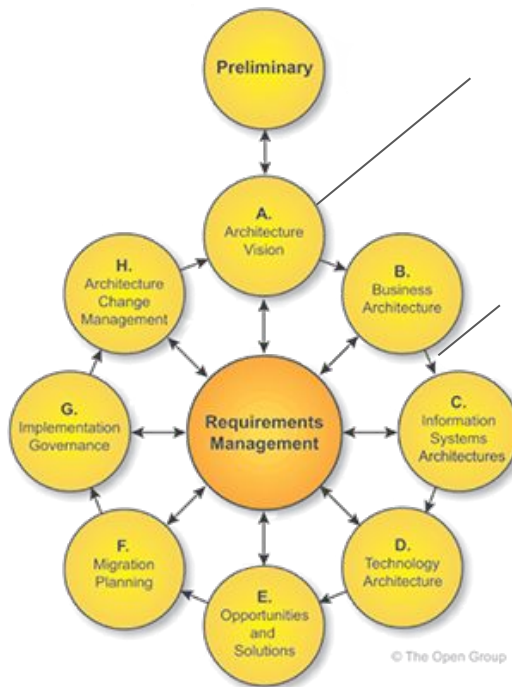 Preliminary
A.
Architecture
Vision
H.
Architecture
Change
Management
B.
Business
Architecture
G.
Implementation
Governance
Requirements
Management
C.
Information
Systems
Architectures
F.
Migration
Planning
D.
Technology
Architecture
E.
Opportunities
and
Solutions
© The Open Group